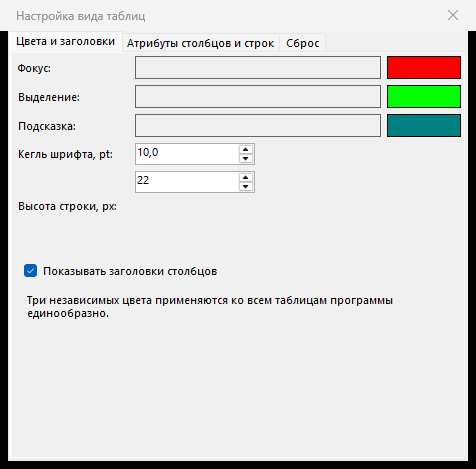 Настройка вида таблиц
Цвета и заголовки Атрибуты столбцов и строк Сброс
Фокус:
Выделение:
Подсказка:
Кегль шрифта, pt: 10,0
22
Высота строки, px:
Показывать заголовки столбцов
Три независимых цвета применяются ко всем таблицам программы
единообразно.